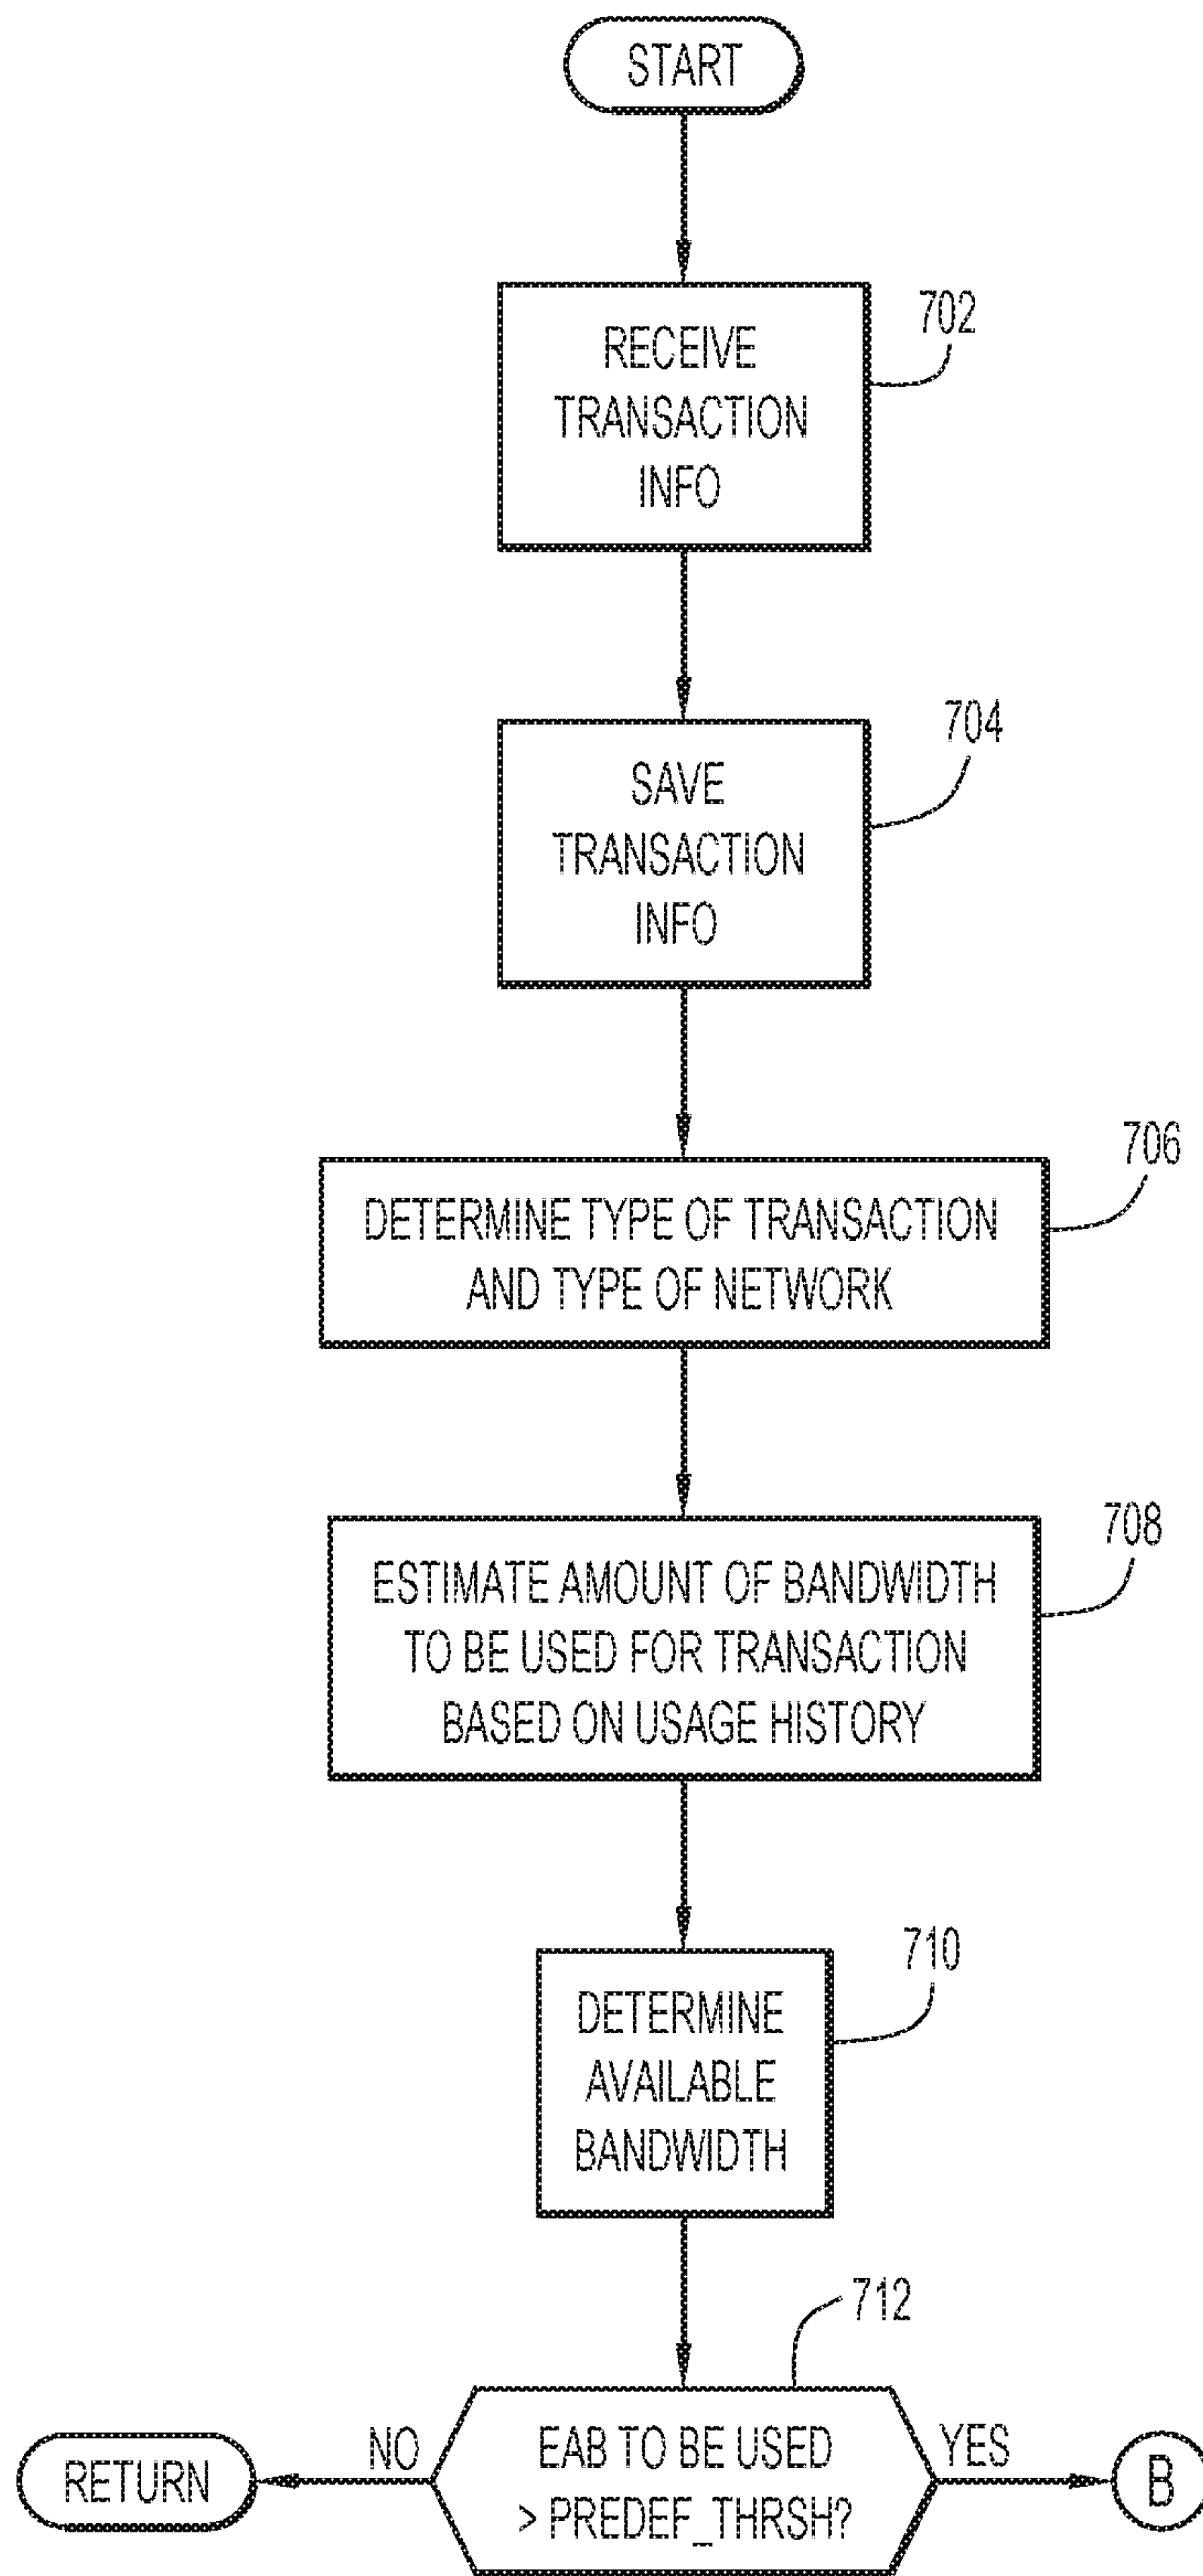 START
RECEIVE
TRANSACTION
INFO
702
SAVE
TRANSACTION
INFO
704
DETERMINE TYPE OF TRANSACTION
AND TYPE OF NETWORK
706
ESTIMATE AMOUNT OF BANDWIDTH
TO BE USED FOR TRANSACTION
BASED ON USAGE HISTORY
708
DETERMINE
AVAILABLE
BANDWIDTH
710
712
EAB TO BE USED
> PREDEF_THRSH?
NO
RETURN
YES
B